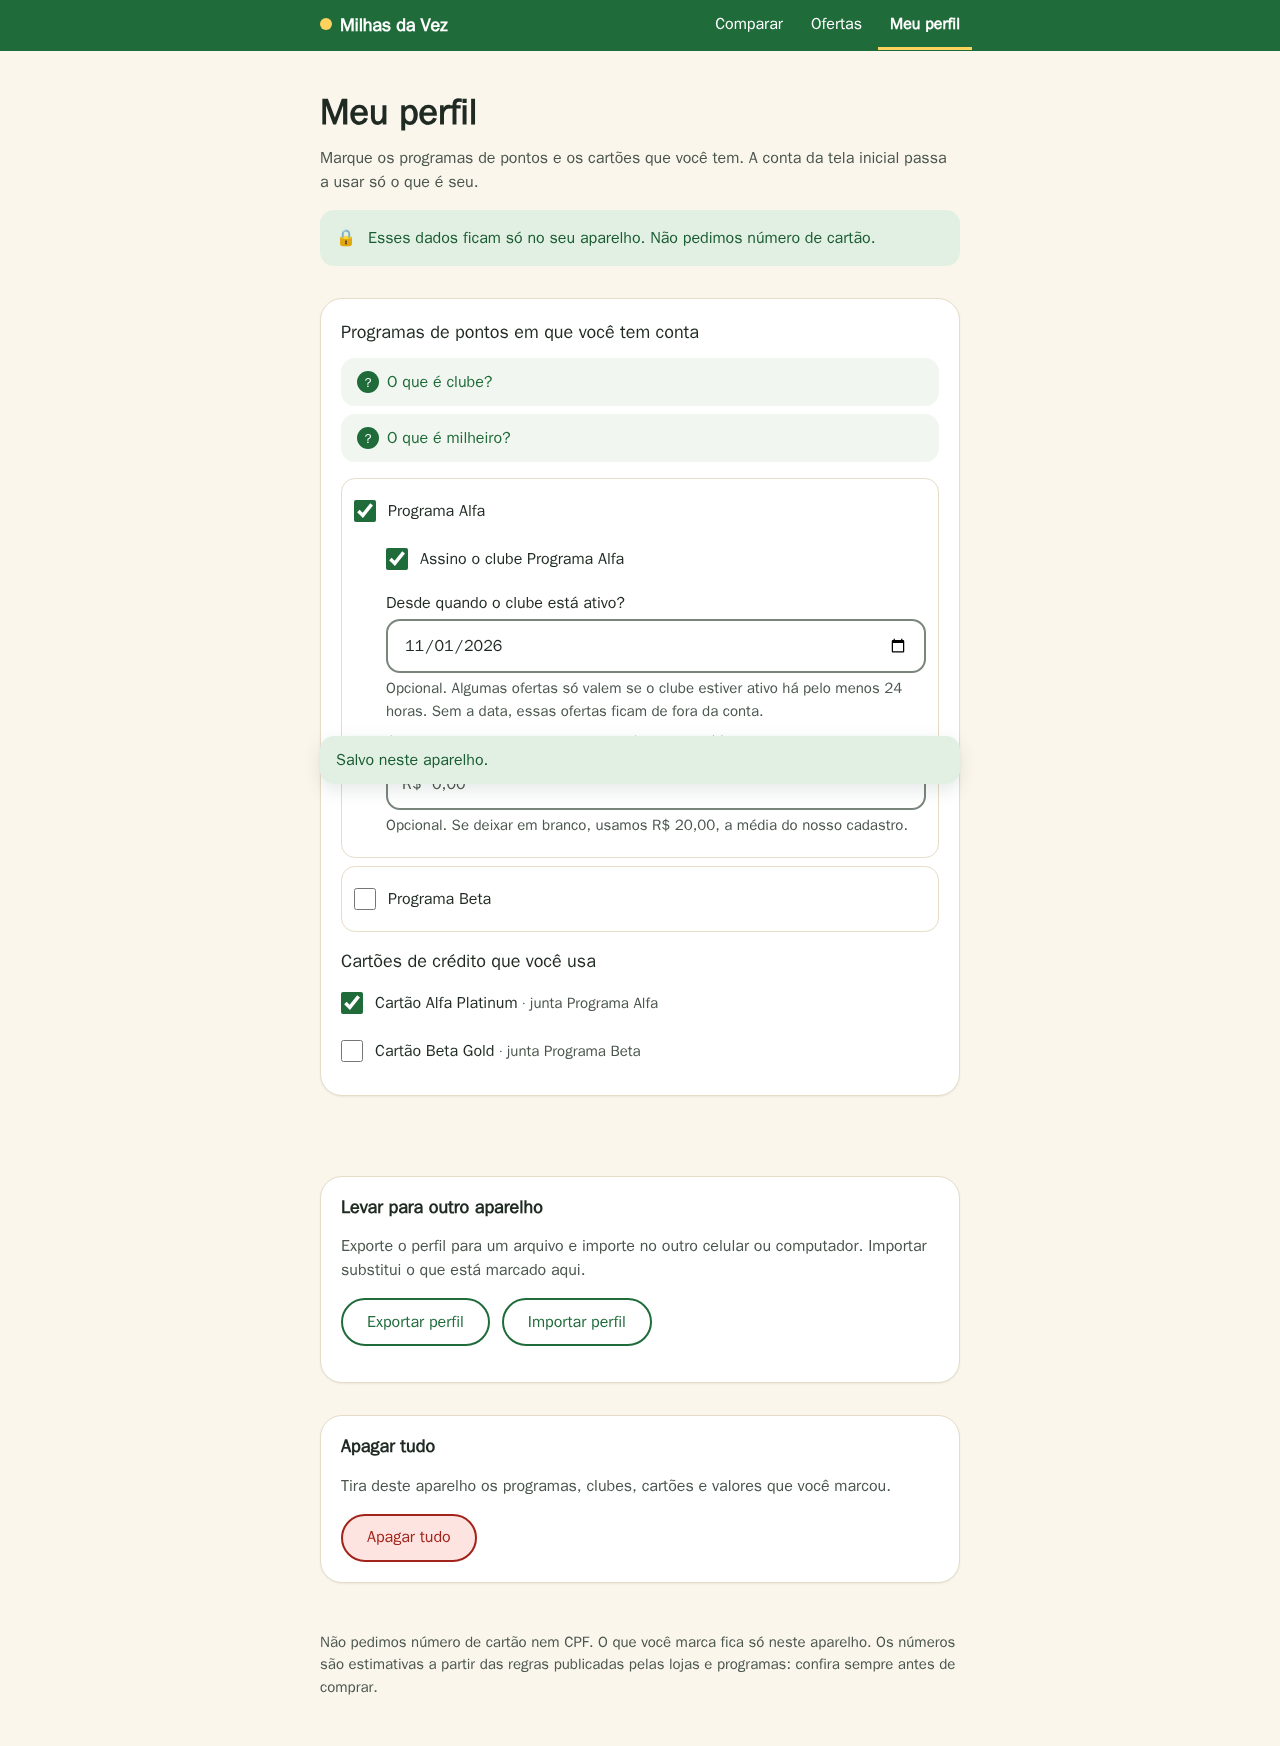 Milhas da Vez
Comparar
Ofertas
Meu perfil
Meu perfil
Marque os programas de pontos e os cartões que você tem. A conta da tela inicial passa
a usar só o que é seu.
Esses dados ficam só no seu aparelho. Não pedimos número de cartão.
Programas de pontos em que você tem conta
? O que é clube?
? O que é milheiro?
Programa Alfa
Assino o clube Programa Alfa
Desde quando o clube está ativo?
11/01/2026
Opcional. Algumas ofertas só valem se o clube estiver ativo há pelo menos 24
horas. Sem a data, essas ofertas ficam de fora da conta.
Salvo neste aparelho.
R$ 0,00
Opcional. Se deixar em branco, usamos R$ 20,00, a média do nosso cadastro.
Programa Beta
Cartões de crédito que você usa
Cartão Alfa Platinum · junta Programa Alfa
Cartão Beta Gold · junta Programa Beta
Levar para outro aparelho
Exporte o perfil para um arquivo e importe no outro celular ou computador. Importar
substitui o que está marcado aqui.
Exportar perfil
Importar perfil
Apagar tudo
Tira deste aparelho os programas, clubes, cartões e valores que você marcou.
Apagar tudo
Não pedimos número de cartão nem CPF. O que você marca fica só neste aparelho. Os números
são estimativas a partir das regras publicadas pelas lojas e programas: confira sempre antes de
comprar.